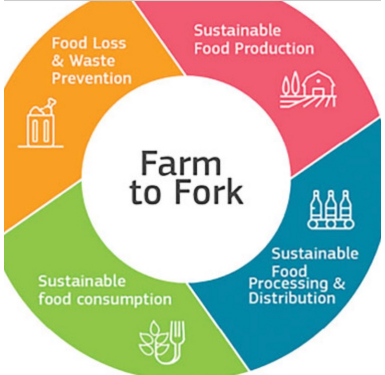 Food Loss
& Waste
Prevention
Sustainable
Food Production
Farm
to Fork
Sustainable
Food
Processing &
Distribution
Sustainable
food consumption